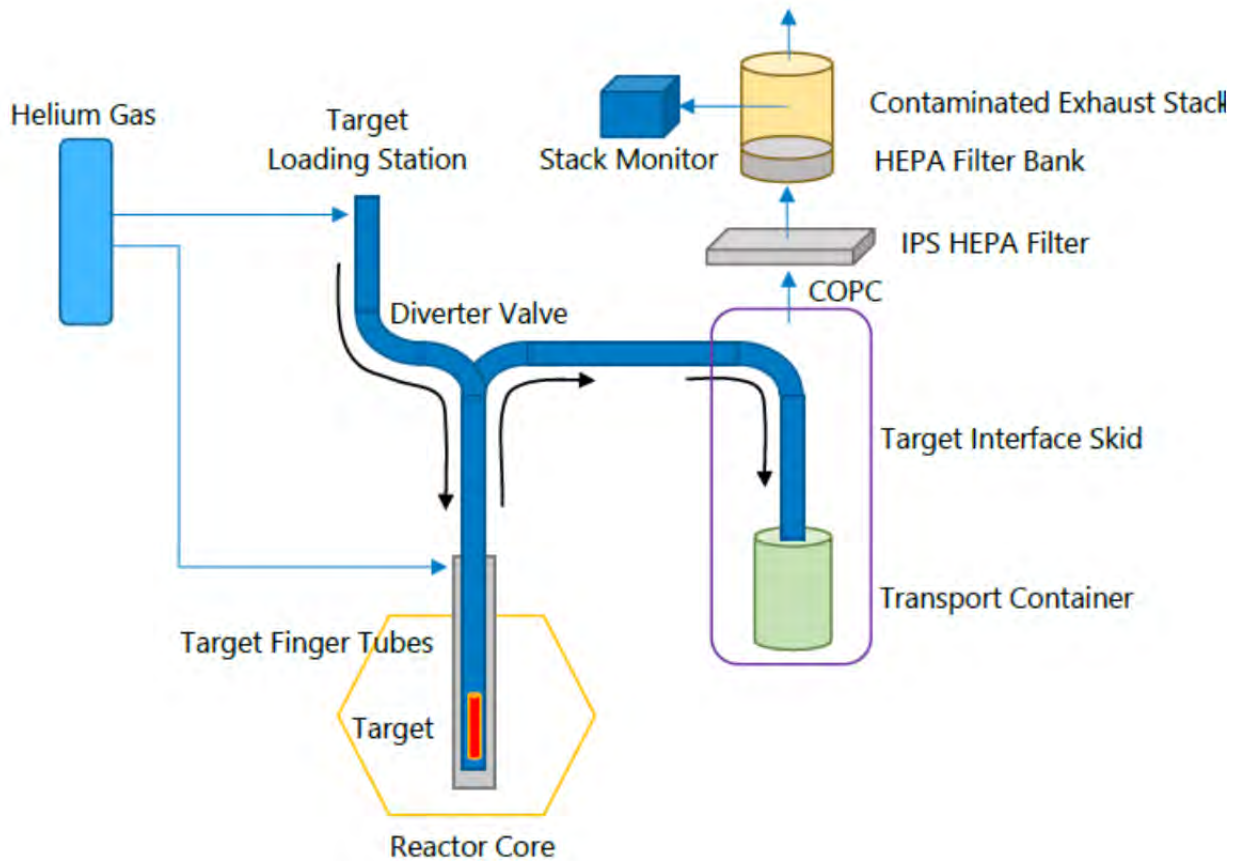 Helium Gas
Target
Loading Station
Stack Monitor
Contaminated Exhaust Stack
HEPA Filter Bank
IPS HEPA Filter
COPC
Diverter Valve
Target Interface Skid
Transport Container
Target Finger Tubes
Target
Reactor Core